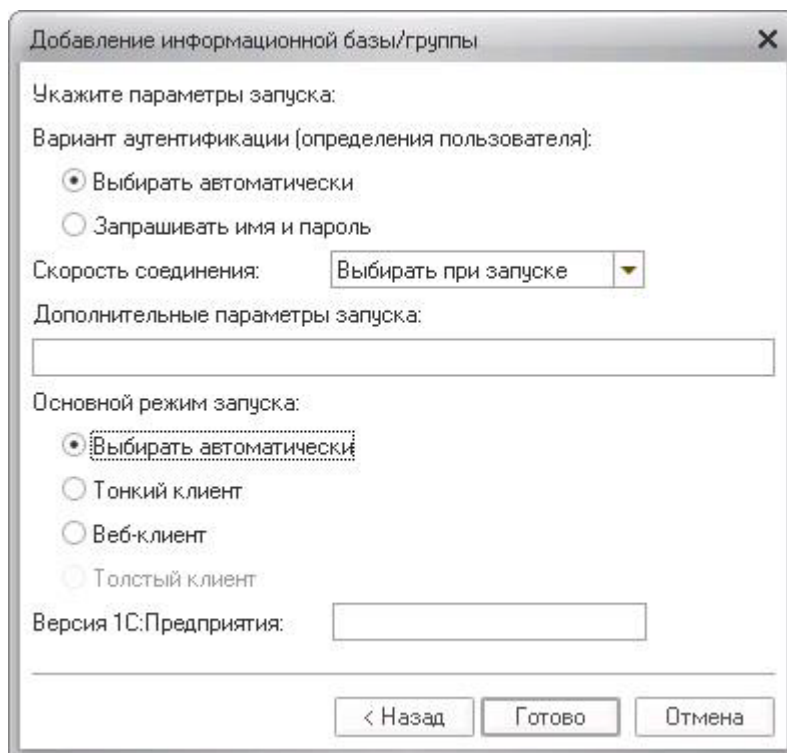 Добавление информационной базы/группы
Укажите параметры запуска:
Вариант аутентификации (определения пользователя):
Выбирать автоматически
Запрашивать имя и пароль
Скорость соединения: Выбирать при запуске
Дополнительные параметры запуска:
Основной режим запуска:
Выбирать автоматически
Тонкий клиент
Веб-клиент
Толстый клиент
Версия 1С:Предприятия:
< Назад Готово Отмена